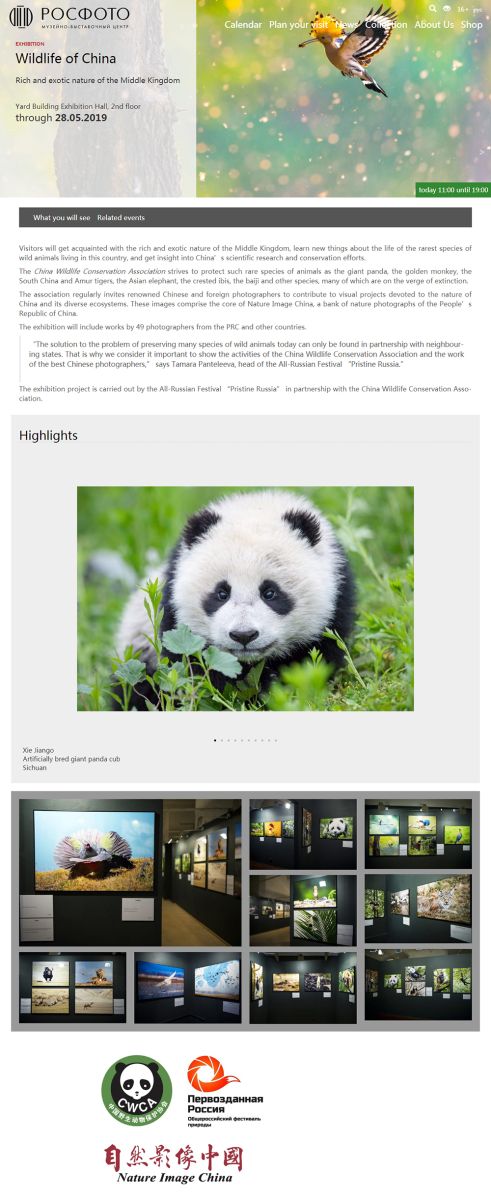 РОСФОТО
МУЗЕЙНО-ВЫСТАВОЧНЫЙ ЦЕНТР
16+ рус
Calendar Plan your visit News Collection About Us Shop
EXHIBITION
Wildlife of China
Rich and exotic nature of the Middle Kingdom
Yard Building Exhibition Hall, 2nd floor
through 28.05.2019
today 11:00 until 19:00
What you will see Related events
Visitors will get acquainted with the rich and exotic nature of the Middle Kingdom, learn new things about the life of the rarest species of
wild animals living in this country, and get insight into China's scientific research and conservation efforts.
The China Wildlife Conservation Association strives to protect such rare species of animals as the giant panda, the golden monkey, the
South China and Amur tigers, the Asian elephant, the crested ibis, the baiji and other species, many of which are on the verge of extinction.
The association regularly invites renowned Chinese and foreign photographers to contribute to visual projects devoted to the nature of
China and its diverse ecosystems. These images comprise the core of Nature Image China, a bank of nature photographs of the People's
Republic of China.
The exhibition will include works by 49 photographers from the PRC and other countries.
"The solution to the problem of preserving many species of wild animals today can only be found in partnership with neighbour-
ing states. That is why we consider it important to show the activities of the China Wildlife Conservation Association and the work
of the best Chinese photographers," says Tamara Panteleeva, head of the All-Russian Festival "Pristine Russia."
The exhibition project is carried out by the All-Russian Festival "Pristine Russia" in partnership with the China Wildlife Conservation Asso-
ciation.
Highlights
Xie Jiango
Artificially bred giant panda cub
Sichuan
CWCA
中国野生动物保护协会
Первозданная
Россия
Общероссийский фестиваль
природы
自然影像中國
Nature Image China